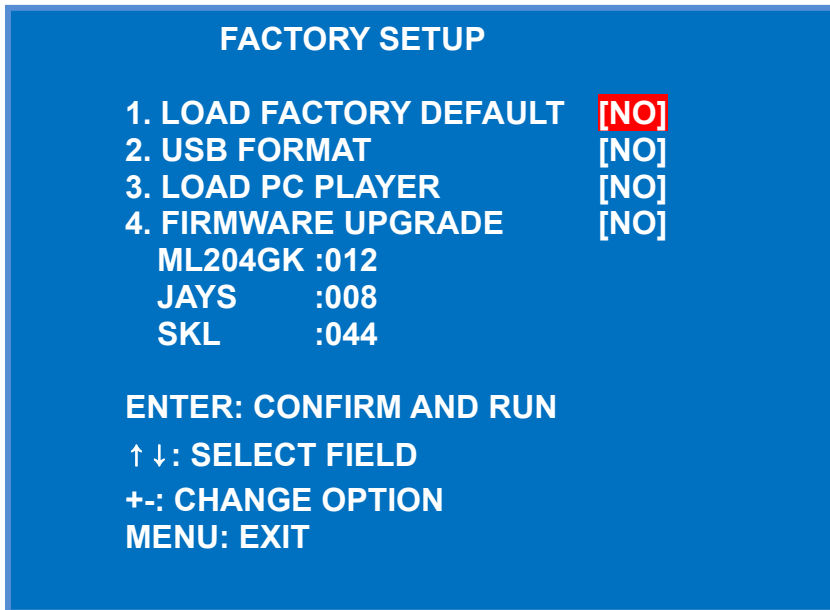 FACTORY SETUP
1. LOAD FACTORY DEFAULT [NO]
2. USB FORMAT [NO]
3. LOAD PC PLAYER [NO]
4. FIRMWARE UPGRADE [NO]
ML204GK :012
JAYS :008
SKL :044
ENTER: CONFIRM AND RUN
↑↓: SELECT FIELD
+-: CHANGE OPTION
MENU: EXIT